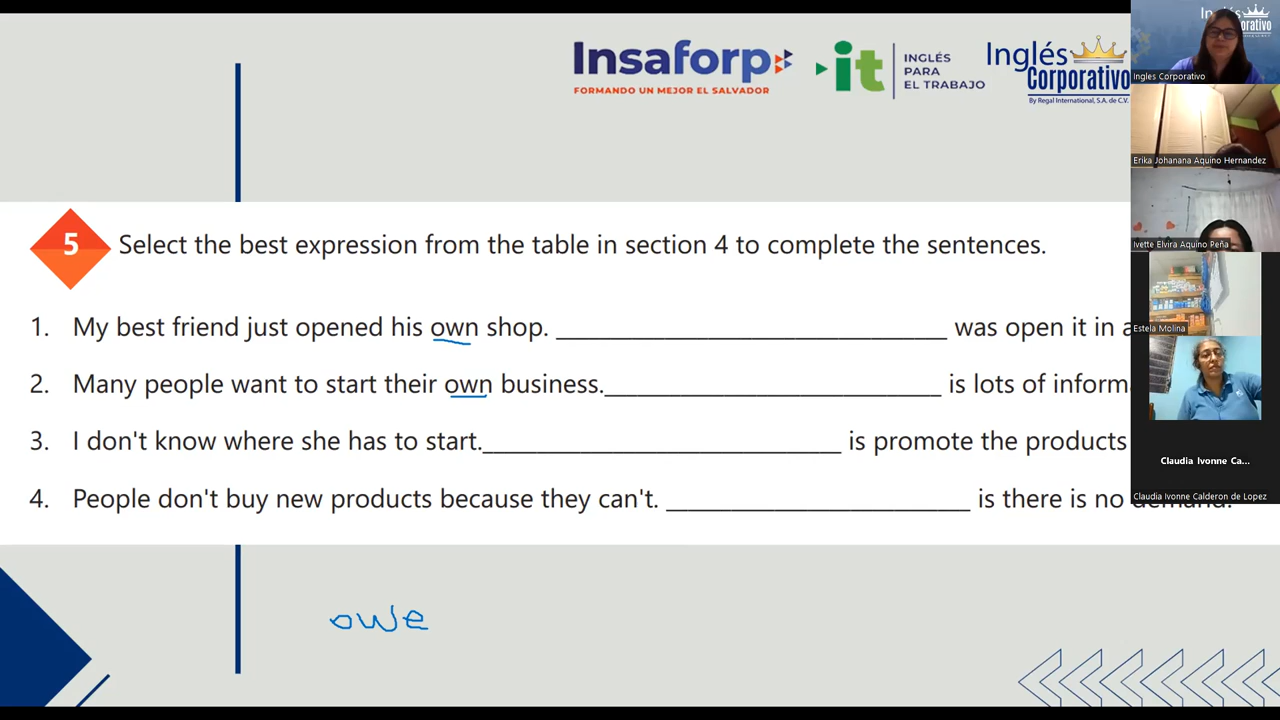 Insaforp
FORMANDO UN MEJOR EL SALVADOR
it
INGLÉS
PARA
EL TRABAJO
Inglés
Corporativo
By Regal International, S.A. de C.V.
5
Select the best expression from the table in section 4 to complete the sentences.
1. My best friend just opened his own shop. ______________________________ was open it in a
2. Many people want to start their own business.__________________________ is lots of inform
3. I don't know where she has to start.____________________________ is promote the products
4. People don't buy new products because they can't. ________________________ is there is no demand.
owe
Ingles Corporativo
Erika Johanana Aquino Hernandez
Ivette Elvira Aquino Peña
Estela Molina
Claudia Ivonne Ca...
Claudia Ivonne Calderon de Lopez